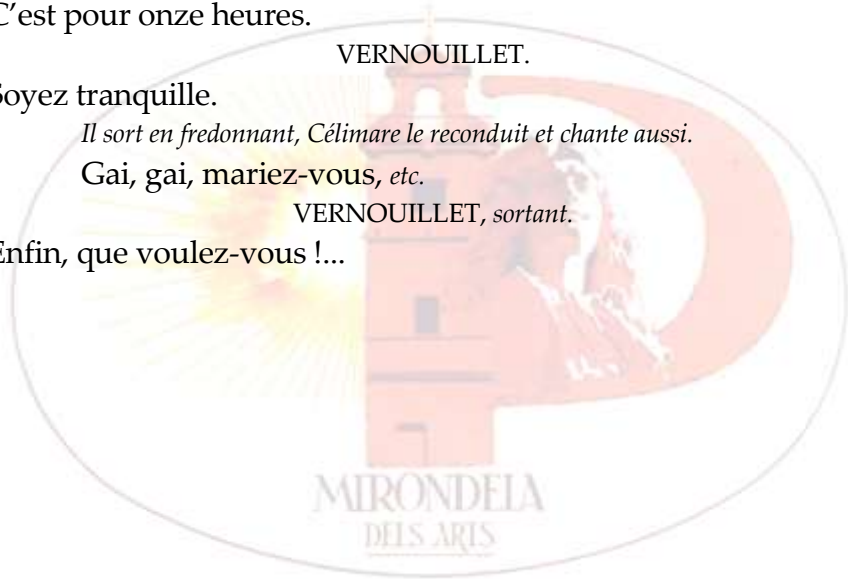 C’est pour onze heures.
VERNOUILLET.
Soyez tranquille.
Il sort en fredonnant, Célimare le reconduit et chante aussi.
Gai, gai, mariez-vous, etc.
VERNOUILLET, sortant.
Enfin, que voulez-vous !...
MIRONDELA
DELS ARTS